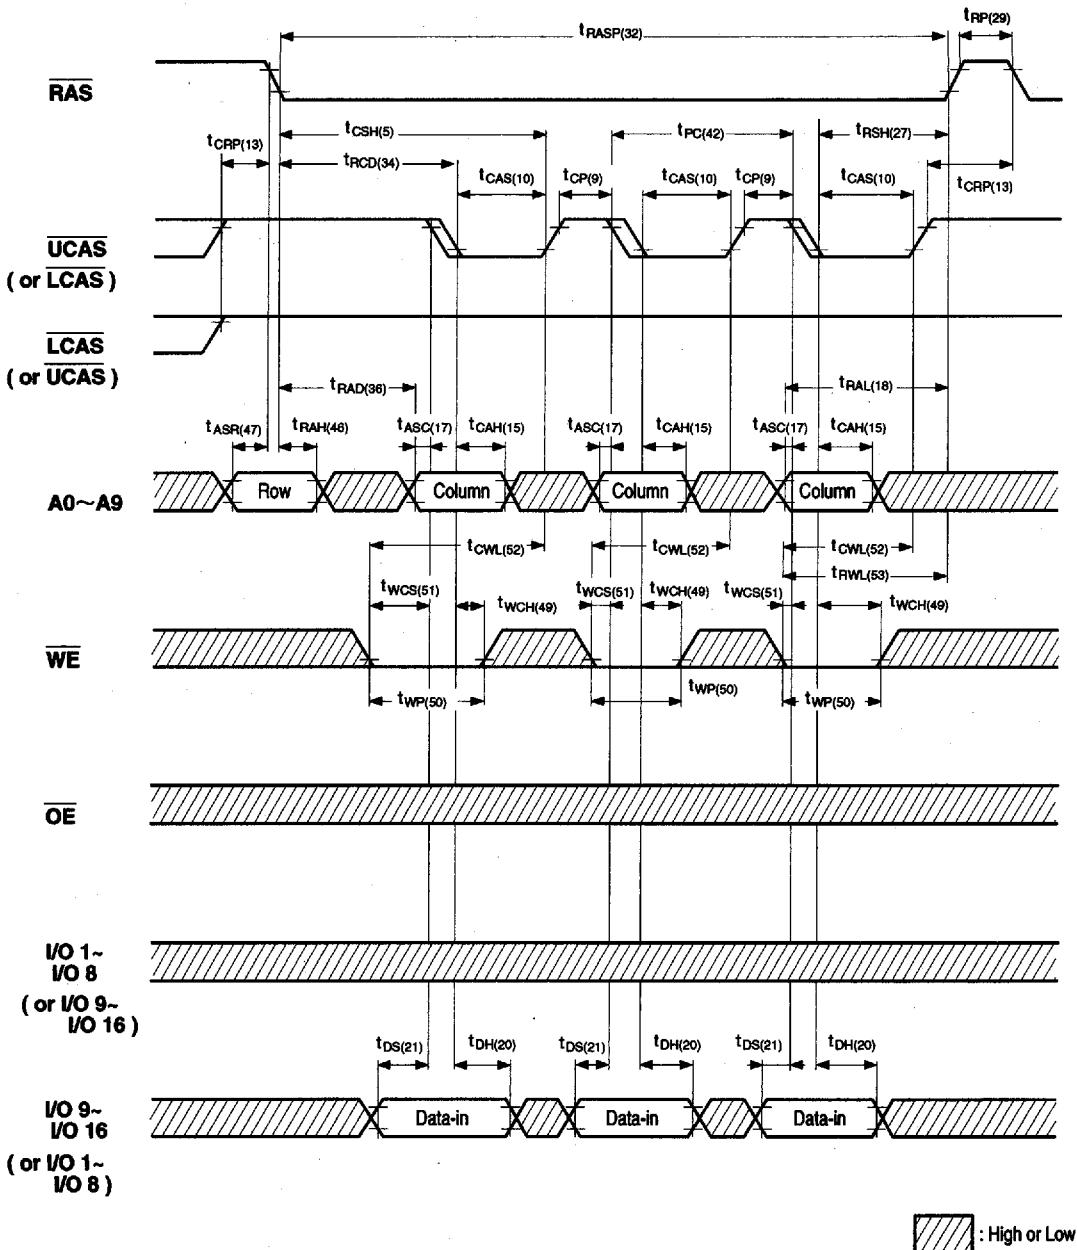 tRASP(32)
tRP(29)
RAS
tCSH(5)
tPC(42)
tRSH(27)
tCRP(13)
tRCD(34)
tCAS(10)
tCP(9)
tCAS(10)
tCP(9)
tCAS(10)
tCRP(13)
UCAS
( or LCAS )
LCAS
( or UCAS )
tRAD(36)
tRAL(18)
tASR(47)
tRAH(46)
tASC(17)
tCAH(15)
tASC(17)
tCAH(15)
tASC(17)
tCAH(15)
A0~A9
Row
Column
Column
Column
tCWL(52)
tCWL(52)
tCWL(52)
tRWL(53)
tWCS(51)
tWCH(49)
tWCS(51)
tWCH(49)
tWCS(51)
tWCH(49)
WE
tWP(50)
tWP(50)
tWP(50)
OE
I/O 1~
I/O 8
( or I/O 9~
I/O 16 )
tDS(21)
tDH(20)
tDS(21)
tDH(20)
tDS(21)
tDH(20)
I/O 9~
I/O 16
Data-in
Data-in
Data-in
( or I/O 1~
I/O 8 )
: High or Low